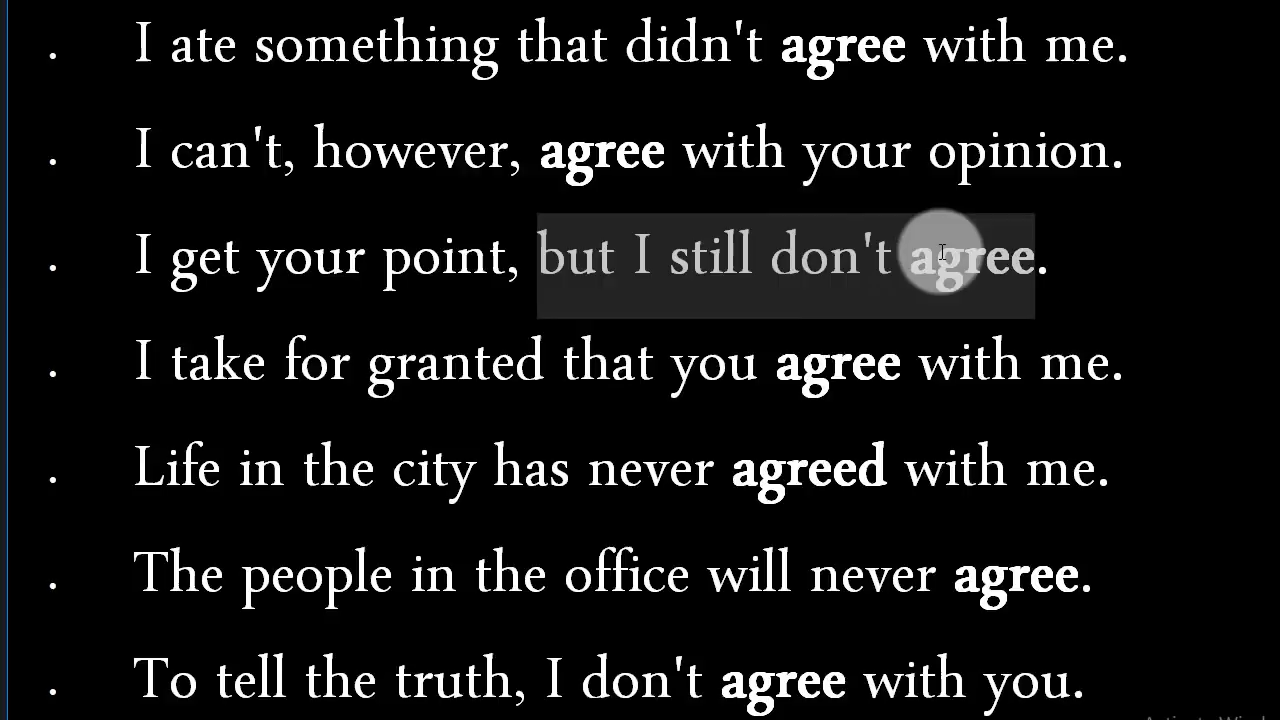 . I ate something that didn't agree with me.
. I can't, however, agree with your opinion.
. I get your point, but I still don't agree.
. I take for granted that you agree with me.
. Life in the city has never agreed with me.
. The people in the office will never agree.
. To tell the truth, I don't agree with you.